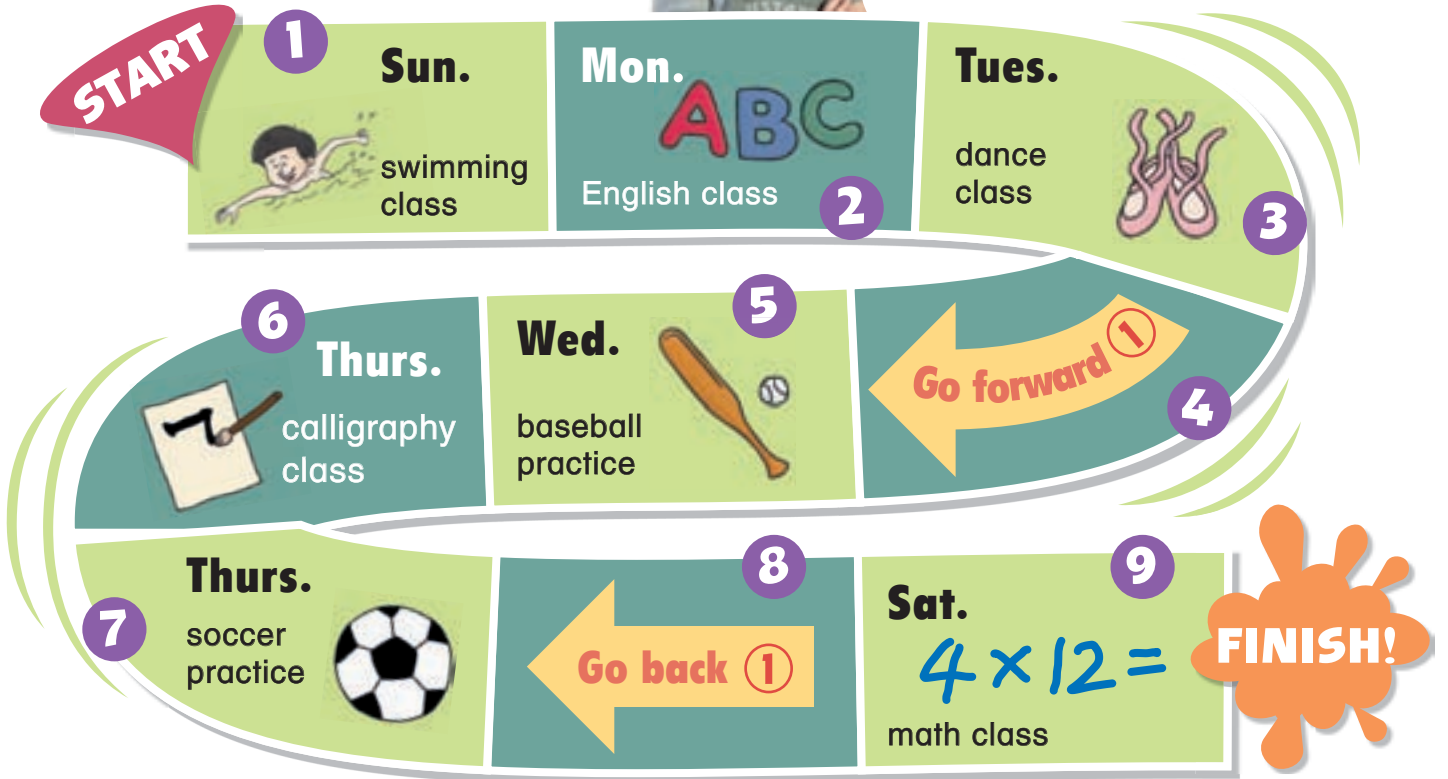 START
1
Sun.
swimming
class
Mon.
ABC
English class
2
Tues.
dance
class
3
Go forward ①
4
5
Wed.
baseball
practice
6
Thurs.
calligraphy
class
7
Thurs.
soccer
practice
8
Go back ①
9
Sat.
4×12=
math class
FINISH!